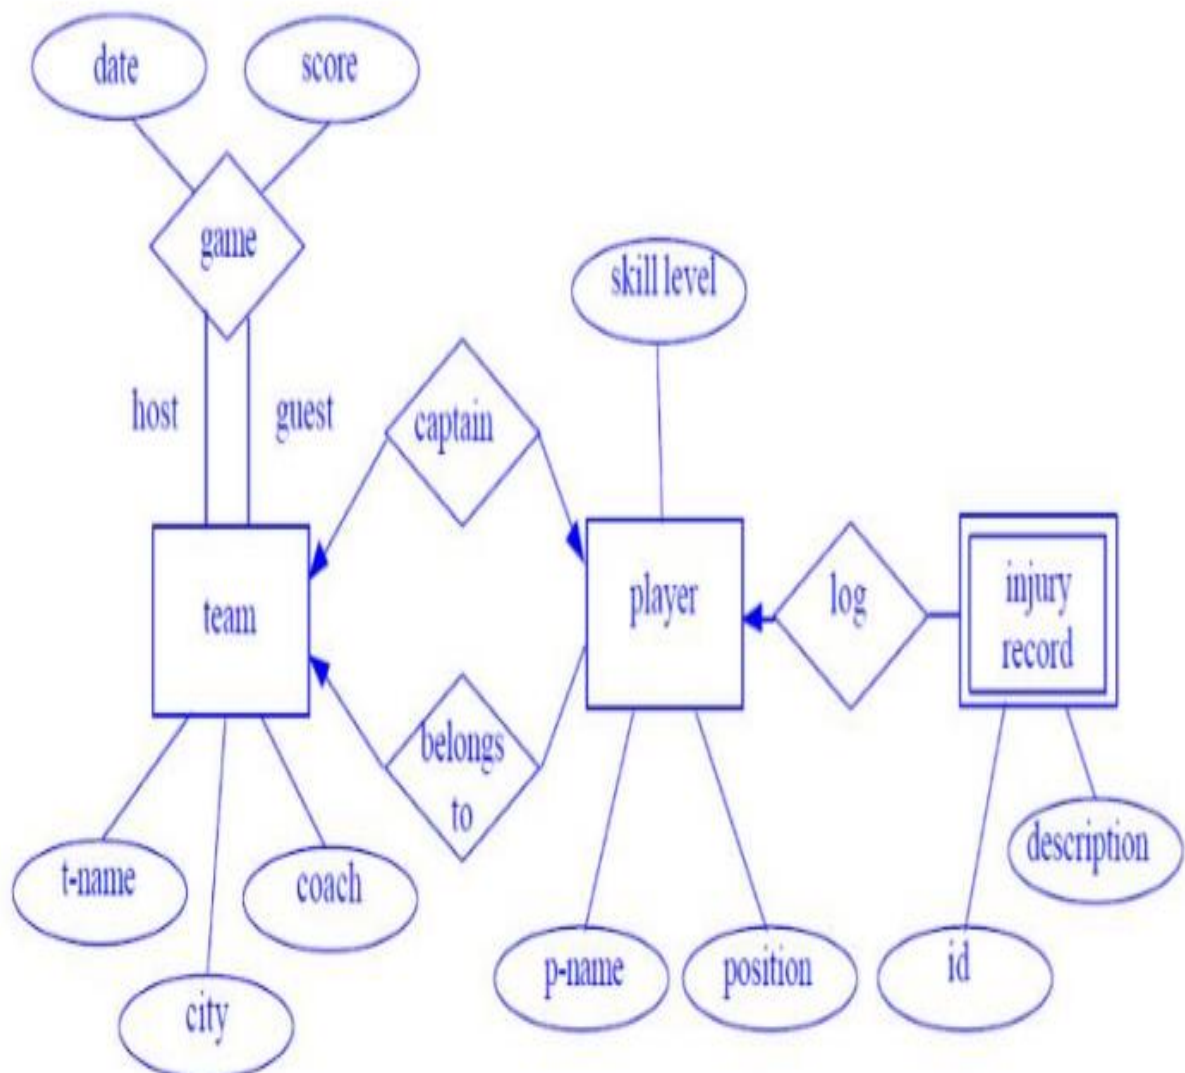 date
score
game
skill level
host
guest
captain
team
player
log
injury
record
belongs
to
t-name
coach
city
p-name
position
id
description